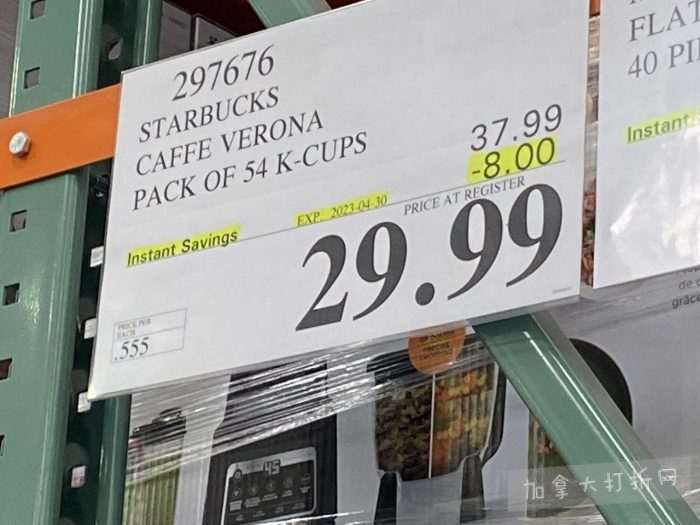 297676
STARBUCKS
CAFFE VERONA
PACK OF 54 K-CUPS
37.99
-8.00
EXP. 2023-04-30
PRICE AT REGISTER
Instant Savings
29.99
PRICE PER
EACH
.555
FLAT
40 PI
Instant S
de c
grâce
45
加拿大打折网